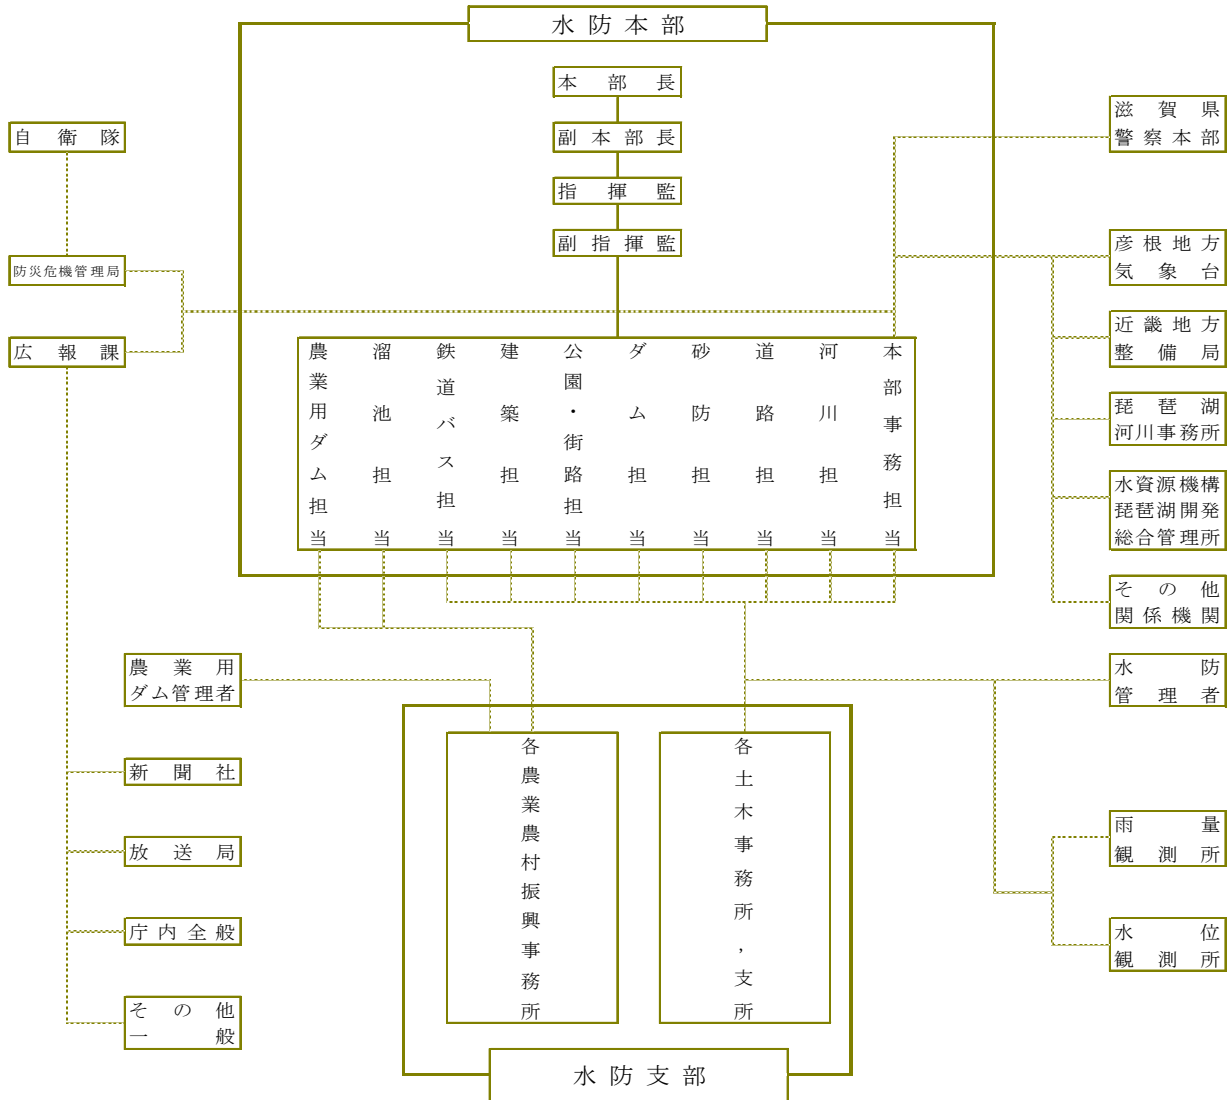 水防本部
本部長
副本部長
指揮監
副指揮監
自衛隊
防災危機管理局
広報課
滋賀県
警察本部
彦根地方
気象台
近畿地方
整備局
琵琶湖
河川事務所
水資源機構
琵琶湖開発
総合管理所
その他
関係機関
農業用ダム担当
溜池担当
鉄道バス担当
建築担当
公園・街路担当
ダム担当
砂防担当
道路担当
河川担当
本部事務担当
農業用
ダム管理者
新聞社
放送局
庁内全般
その他
一般
各農業農村振興事務所
各土木事務所,支所
水防
管理者
雨量
観測所
水位
観測所
水防支部